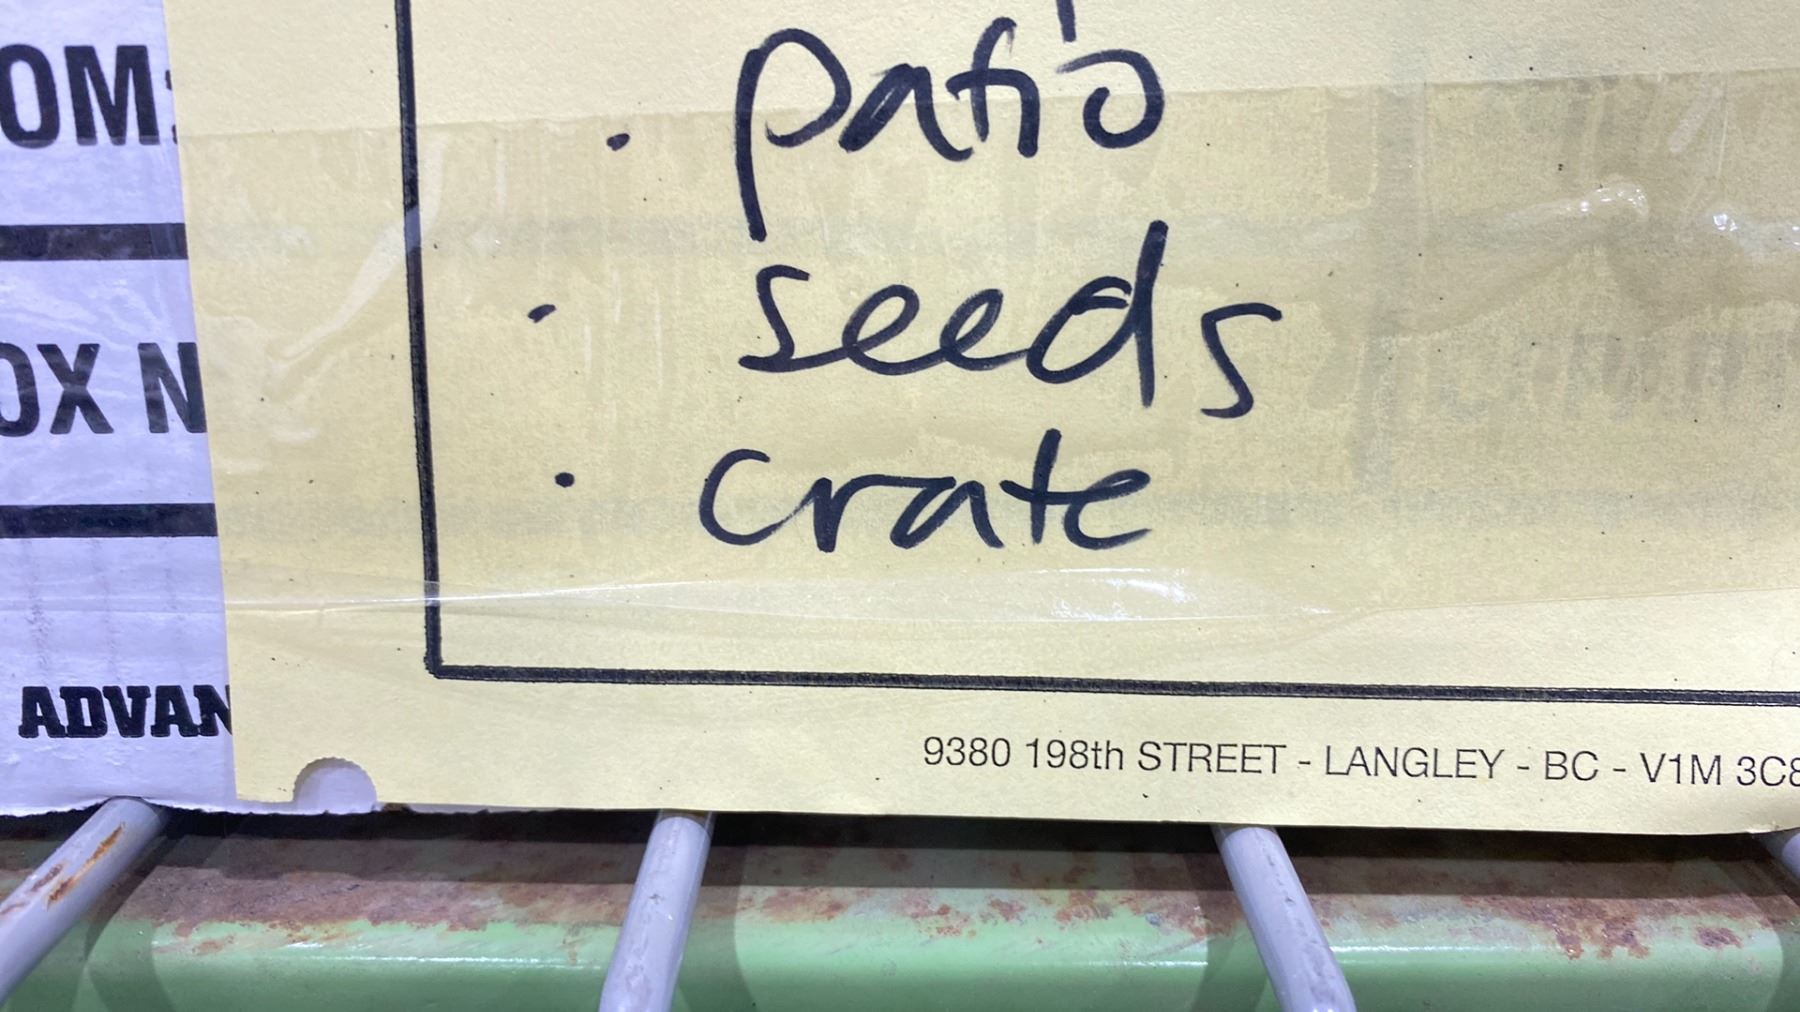 OM:
· patio
· seeds
OX N
· crate
ADVAN
9380 198th STREET - LANGLEY - BC - V1M 3C8